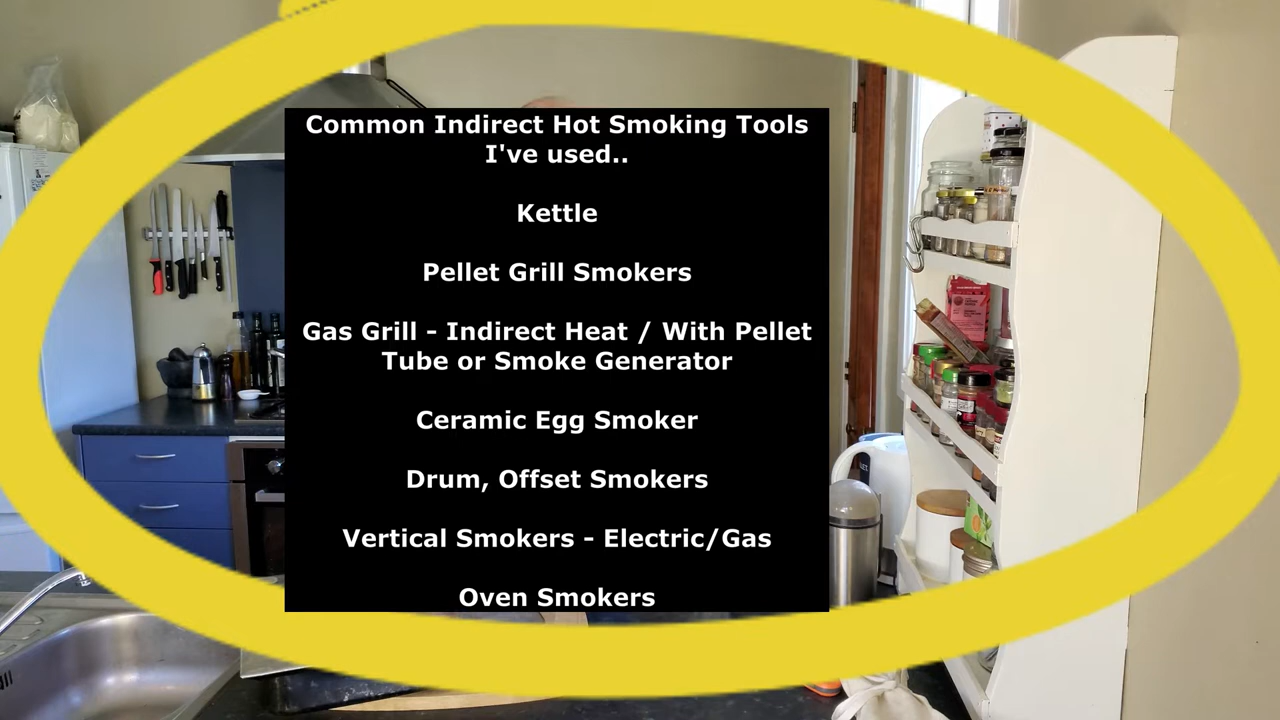 Common Indirect Hot Smoking Tools
I've used..
Kettle
Pellet Grill Smokers
Gas Grill - Indirect Heat / With Pellet
Tube or Smoke Generator
Ceramic Egg Smoker
Drum, Offset Smokers
Vertical Smokers - Electric/Gas
Oven Smokers